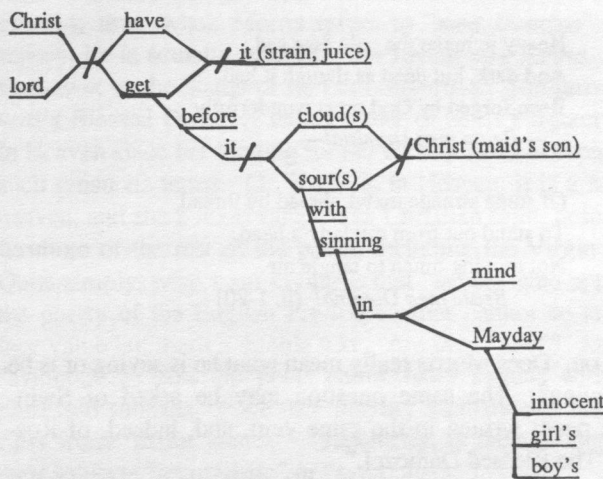 Christ have
it (strain, juice)
lord get
before cloud(s)
it Christ (maid's son)
sour(s)
with
sinning
in mind
Mayday
innocent
girl's
boy's